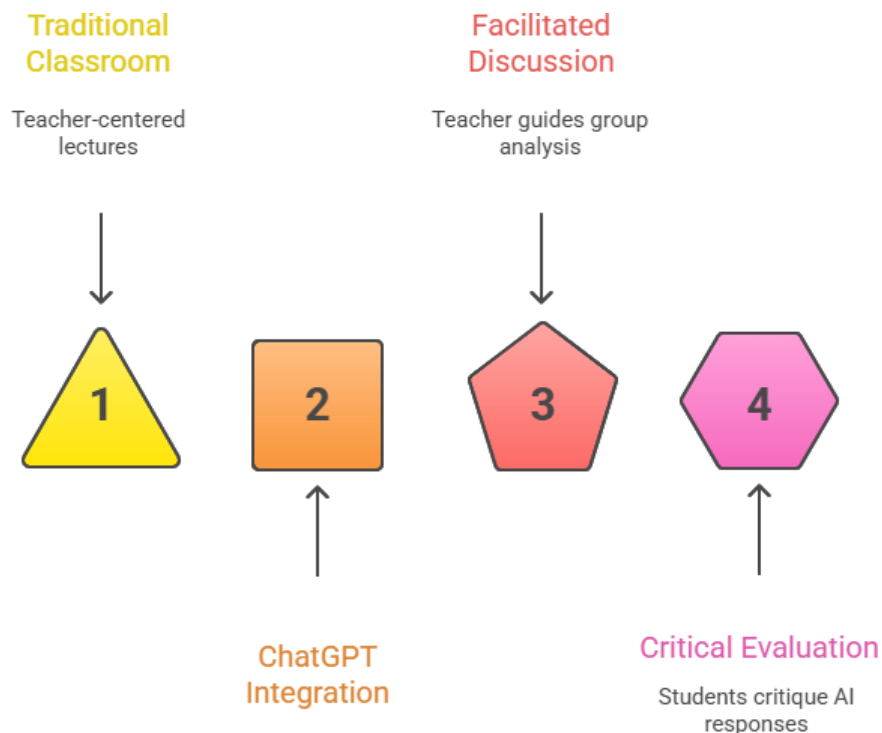 Traditional
Classroom
Teacher-centered
lectures
Facilitated
Discussion
Teacher guides group
analysis
1
2
3
4
ChatGPT
Integration
Critical Evaluation
Students critique AI
responses